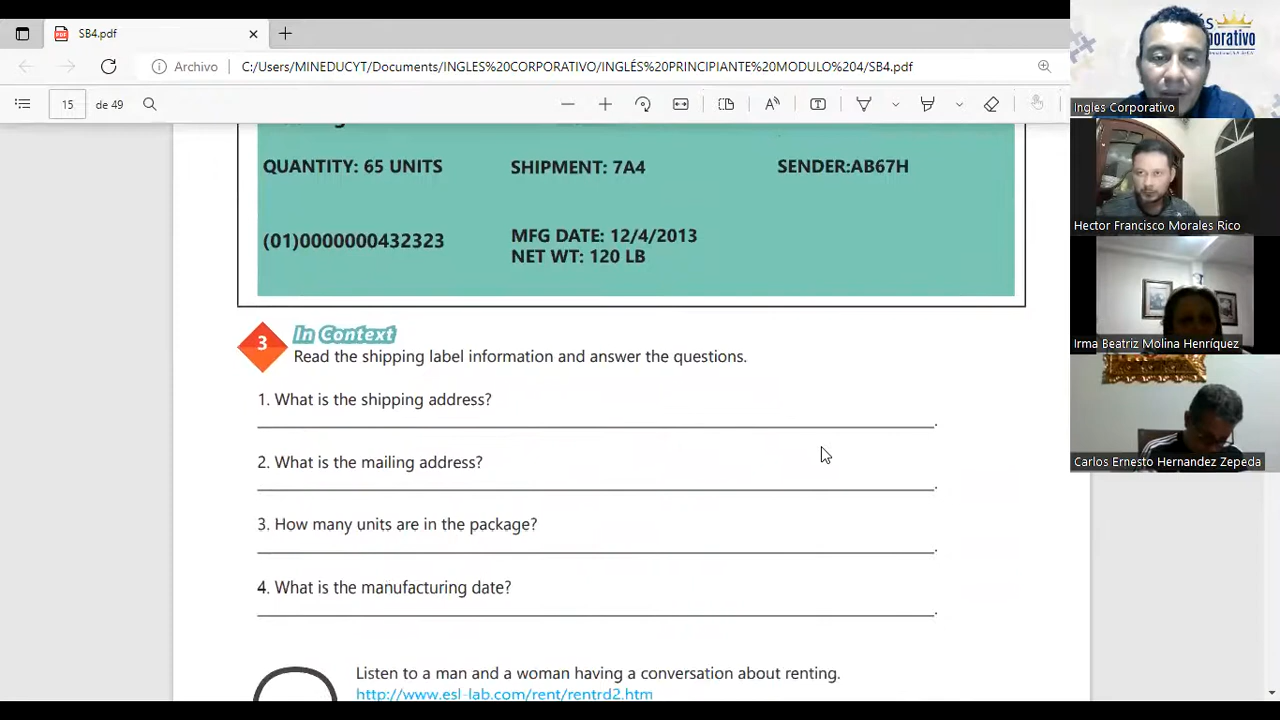 SB4.pdf
Archivo
C:/Users/MINEDUCYT/Documents/INGLES%20CORPORATIVO/INGLÉS%20PRINCIPIANTE%20MODULO%204/SB4.pdf
15 de 49
QUANTITY: 65 UNITS
SHIPMENT: 7A4
SENDER:AB67H
(01)0000000432323
MFG DATE: 12/4/2013
NET WT: 120 LB
3
In Context
Read the shipping label information and answer the questions.
1. What is the shipping address?
2. What is the mailing address?
3. How many units are in the package?
4. What is the manufacturing date?
Listen to a man and a woman having a conversation about renting.
http://www.esl-lab.com/rent/rentrd2.htm
Ingles Corporativo
Hector Francisco Morales Rico
Irma Beatriz Molina Henríquez
Carlos Ernesto Hernandez Zepeda